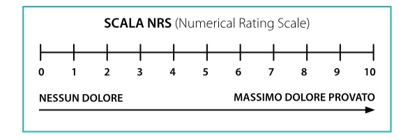 SCALA NRS (Numerical Rating Scale)
0 1 2 3 4 5 6 7 8 9 10
NESSUN DOLORE MASSIMO DOLORE PROVATO